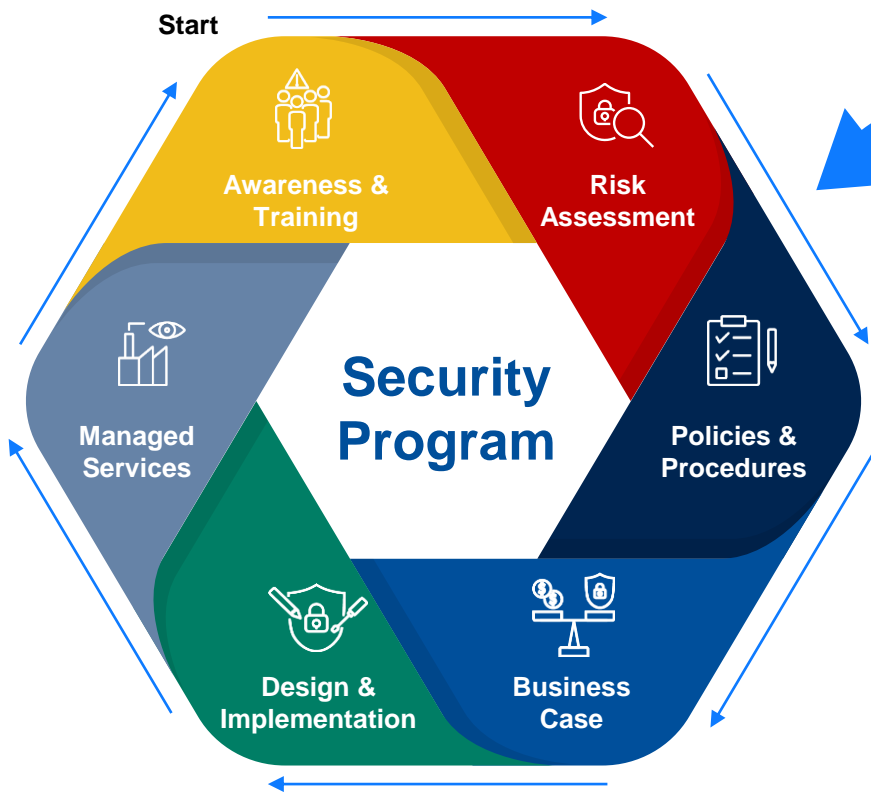 Start
Awareness &
Training
Risk
Assessment
Policies &
Procedures
Business
Case
Design &
Implementation
Managed
Services
Security
Program